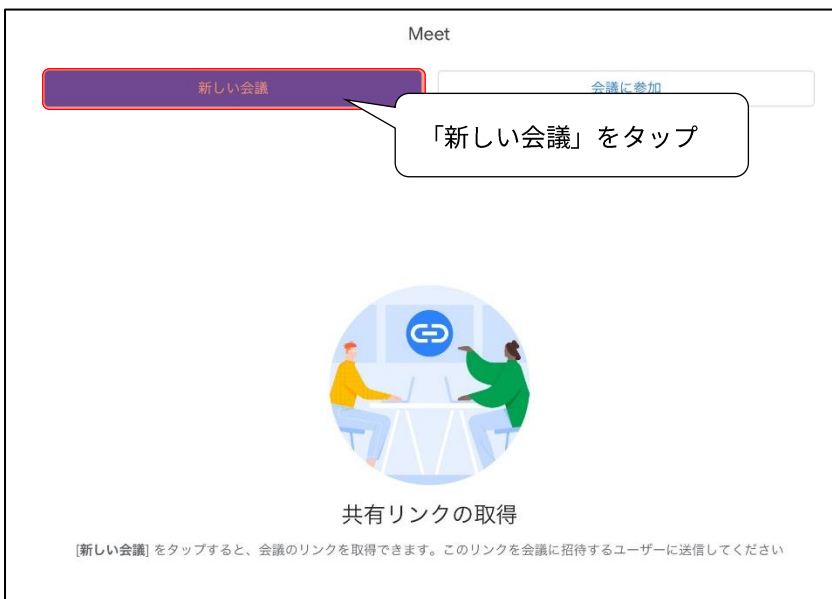 Meet
新しい会議
会議に参加
「新しい会議」をタップ
共有リンクの取得
[新しい会議] をタップすると、会議のリンクを取得できます。このリンクを会議に招待するユーザーに送信してください